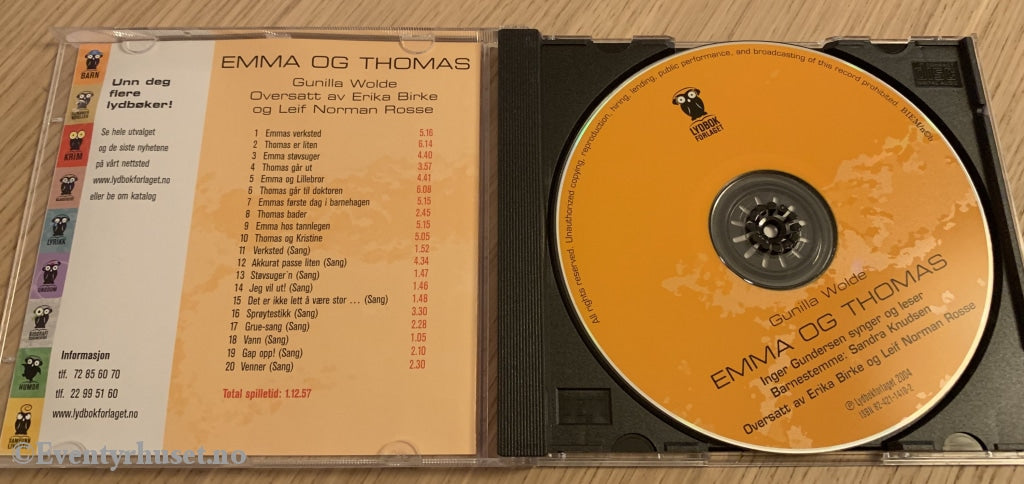 BARN
KRIM
LYRIKK
UNGDOM
HUMOR
Unn deg
flere
lydbøker!
Se hele utvalget
og de siste nyhetene
på vårt nettsted
www.lydbokforlaget.no
eller be om katalog
Informasjon
tlf. 72 85 60 70
tlf. 22 99 51 60
www.lydbokforlaget.no
EMMA OG THOMAS
Gunilla Wolde
Oversatt av Erika Birke
og Leif Norman Rosse
1 Emmas verksted 5.16
2 Thomas er liten 6.14
3 Emma støvsuger 4.40
4 Thomas går ut 3.57
5 Emma og Lillebror 4.41
6 Thomas går til doktoren 6.08
7 Emmas første dag i barnehagen 5.15
8 Thomas bader 2.45
9 Emma hos tannlegen 5.15
10 Thomas og Kristine 5.05
11 Verksted (Sang) 1.52
12 Akkurat passe liten (Sang) 4.34
13 Støvsuger'n (Sang) 1.47
14 Jeg vil ut! (Sang) 1.46
15 Det er ikke lett å være stor ... (Sang) 1.48
16 Sprøytestikk (Sang) 3.30
17 Grue-sang (Sang) 2.28
18 Vann (Sang) 1.05
19 Gap opp! (Sang) 2.10
20 Venner (Sang) 2.30
Total spilletid: 1.12.57
All rights reserved. Unauthorized copying, reproduction, hiring, lending, public performance, and broadcasting of this record prohibited. BIEM/n©b
LYDBOK
FORLAGET
Gunilla Wolde
EMMA OG THOMAS
Inger Gundersen synger og leser
Barnestemme: Sandra Knudsen
Oversatt av Erika Birke og Leif Norman Rosse
℗ Lydbokforlaget 2004
ISBN 82-421-1410-2
©Eventyrhuset.no